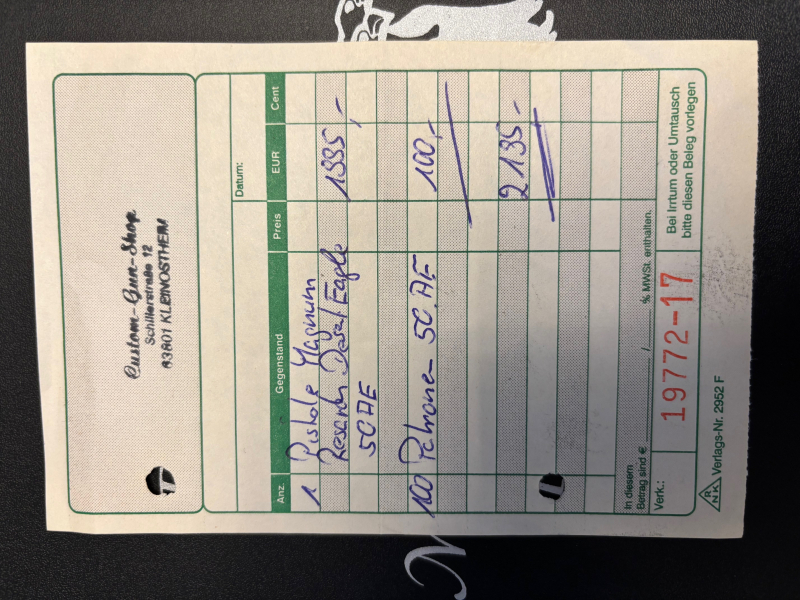 Custom-Gun-Shop
Schillerstraße 12
63801 KLEINOSTHEIM
Datum:
Anz. Gegenstand Preis EUR Cent
1 Pistole Magnum
Research Desert Eagle
50 AE
100 Patronen 50.AE 100,-
2135,-
In diesem
Betrag sind € / % MWSt. enthalten.
Verk.:
19772-17
Bei Irrtum oder Umtausch
bitte diesen Beleg vorlegen
RNK Verlags-Nr. 2952 F